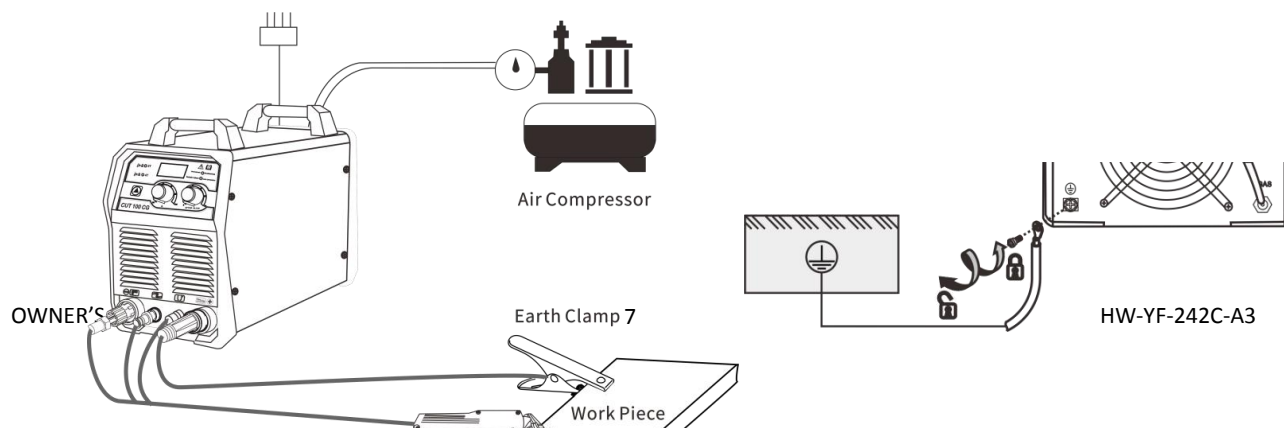 Air Compressor
CUT 100 CG
OWNER'S
Earth Clamp 7
HW-YF-242C-A3
Work Piece